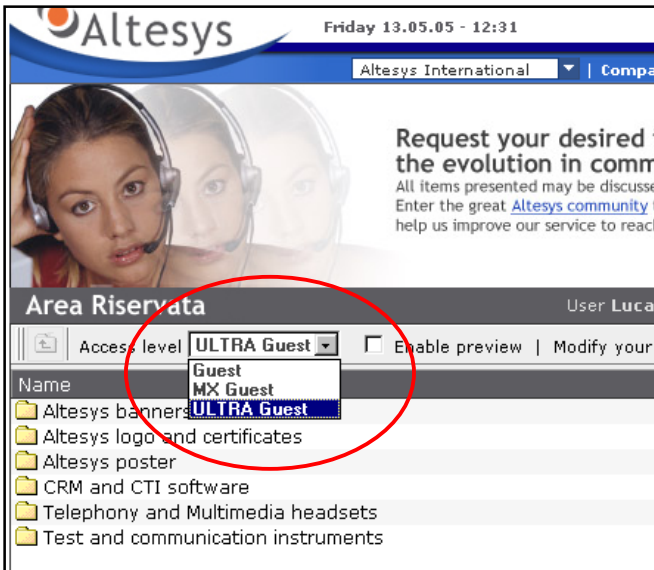 Altesys
Friday 13.05.05 - 12:31
Altesys International | Compa
Request your desired
the evolution in comm
All items presented may be discusse
Enter the great Altesys community
help us improve our service to reac
Area Riservata
User Luca
Access level ULTRA Guest Enable preview | Modify your
Guest
MX Guest
ULTRA Guest
Name
Altesys banners
Altesys logo and certificates
Altesys poster
CRM and CTI software
Telephony and Multimedia headsets
Test and communication instruments